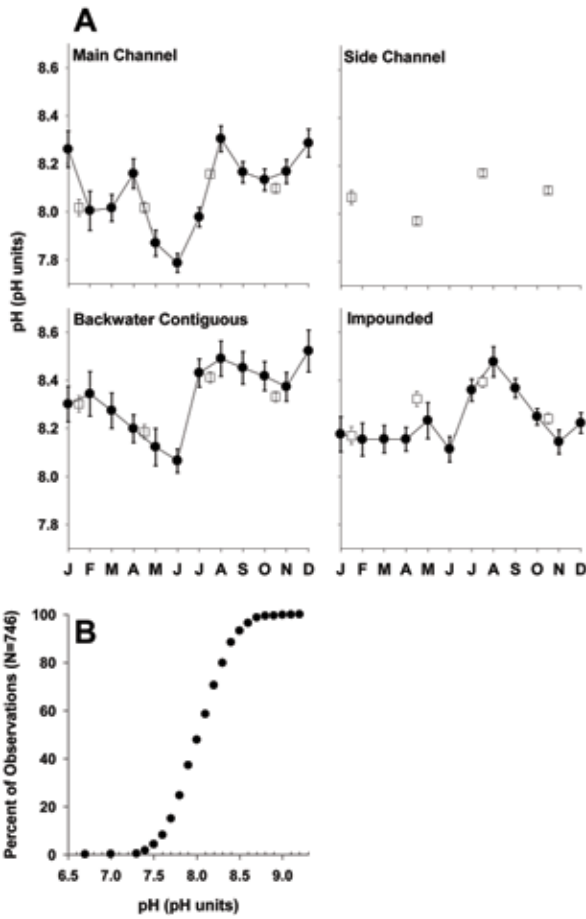 A
Main Channel
Side Channel
8.6
8.4
8.2
8.0
7.8
pH (pH units)
Backwater Contiguous
Impounded
8.6
8.4
8.2
8.0
7.8
J F M A M J J A S O N D
J F M A M J J A S O N D
B
Percent of Observations (N=746)
100
80
60
40
20
0
6.5 7.0 7.5 8.0 8.5 9.0
pH (pH units)